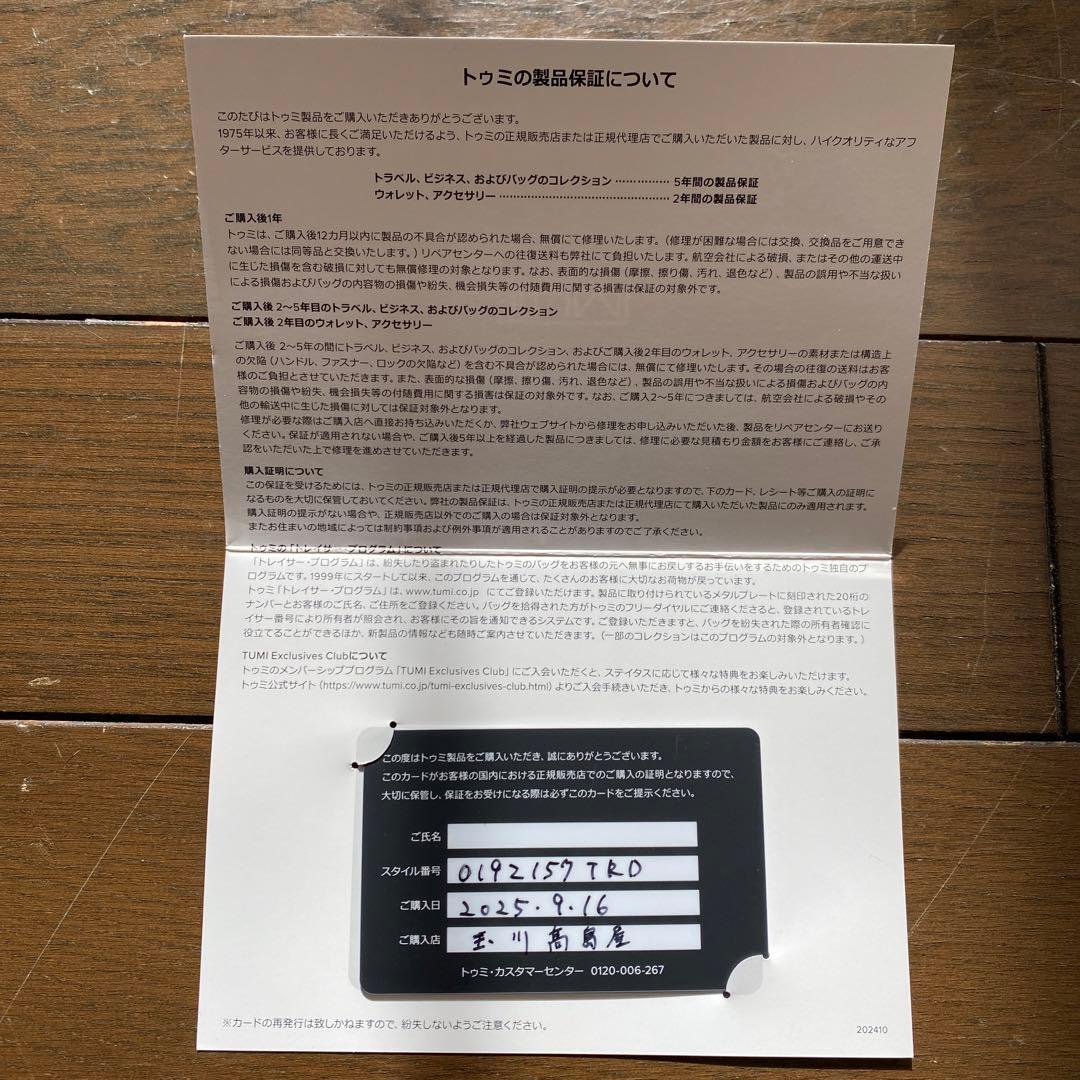 トゥミの製品保証について
このたびはトゥミ製品をご購入いただきありがとうございます。
1975年以来、お客様に長くご満足いただけるよう、トゥミの正規販売店または正規代理店でご購入いただいた製品に対し、ハイクオリティなアフ
ターサービスを提供しております。
トラベル、ビジネス、およびバッグのコレクション …………… 5年間の製品保証
ウォレット、アクセサリー ………………………………………… 2年間の製品保証
ご購入後1年
トゥミは、ご購入後12カ月以内に製品の不具合が認められた場合、無償にて修理いたします。（修理が困難な場合には交換、交換品をご用意でき
ない場合には同等品と交換いたします。）リペアセンターへの往復送料も弊社にて負担いたします。航空会社による破損、またはその他の運送中
に生じた損傷を含む破損に対しても無償修理の対象となります。なお、表面的な損傷（摩擦、擦り傷、汚れ、退色など）、製品の誤用や不当な扱い
による損傷およびバッグの内容物の損傷や紛失、機会損失等の付随費用に関する損害は保証の対象外です。
ご購入後 2〜5年目のトラベル、ビジネス、およびバッグのコレクション
ご購入後 2年目のウォレット、アクセサリー
ご購入後 2〜5年の間にトラベル、ビジネス、およびバッグのコレクション、およびご購入後2年目のウォレット、アクセサリーの素材または構造上
の欠陥（ハンドル、ファスナー、ロックの欠陥など）を含む不具合が認められた場合には、無償にて修理いたします。その場合の往復の送料はお客
様のご負担とさせていただきます。また、表面的な損傷（摩擦、擦り傷、汚れ、退色など）、製品の誤用や不当な扱いによる損傷およびバッグの内
容物の損傷や紛失、機会損失等の付随費用に関する損害は保証の対象外です。なお、ご購入2〜5年につきましては、航空会社による破損やその
他の輸送中に生じた損傷に対しては保証対象外となります。
修理が必要な際はご購入店へ直接お持ち込みいただくか、弊社ウェブサイトから修理をお申し込みいただいた後、製品をリペアセンターにお送り
ください。保証が適用されない場合や、ご購入後5年以上を経過した製品につきましては、修理に必要な見積もり金額をお客様にご連絡し、ご承
認をいただいた上で修理を進めさせていただきます。
購入証明について
この保証を受けるためには、トゥミの正規販売店または正規代理店で購入証明の提示が必要となりますので、下のカード、レシート等ご購入の証明に
なるものを大切に保管しておいてください。弊社の製品保証は、トゥミの正規販売店または正規代理店にて購入いただいた製品にのみ適用されます。
購入証明の提示がない場合や、正規販売店以外でのご購入の場合は保証対象外となります。
またお住まいの地域によっては制約事項および例外事項が適用されることがありますのでご了承ください。
トゥミの「トレイサー・プログラム」について
「トレイサー・プログラム」は、紛失したり盗まれたりしたトゥミのバッグをお客様の元へ無事にお戻しするお手伝いをするためのトゥミ独自のプ
ログラムです。1999年にスタートして以来、このプログラムを通じて、たくさんのお客様に大切なお荷物が戻っています。
トゥミ「トレイサー・プログラム」は、www.tumi.co.jp にてご登録いただけます。製品に取り付けられているメタルプレートに刻印された20桁の
ナンバーとお客様のご氏名、ご住所をご登録ください。バッグを拾得された方がトゥミのフリーダイヤルにご連絡くださると、登録されているトレ
イサー番号により所有者が照会され、お客様にその旨を通知できるシステムです。ご登録いただきますと、バッグが紛失された際の所有者確認に
役立てることができるほか、新製品の情報なども随時ご案内させていただきます。（一部のコレクションはこのプログラムの対象外となります。）
TUMI Exclusives Clubについて
トゥミのメンバーシッププログラム「TUMI Exclusives Club」にご入会いただくと、ステイタスに応じて様々な特典をお楽しみいただけます。
トゥミ公式サイト（https://www.tumi.co.jp/tumi-exclusives-club.html）よりご入会手続きいただき、トゥミからの様々な特典をお楽しみください。
この度はトゥミ製品をご購入いただき、誠にありがとうございます。
このカードがお客様の国内における正規販売店でのご購入の証明となりますので、
大切に保管し、保証をお受けになる際は必ずこのカードをご提示ください。
ご氏名
スタイル番号 0192157TRD
ご購入日 2025.9.16
ご購入店 玉川高島屋
トゥミ・カスタマーセンター 0120-006-267
※カードの再発行は致しかねますので、紛失しないようご注意ください。
202410